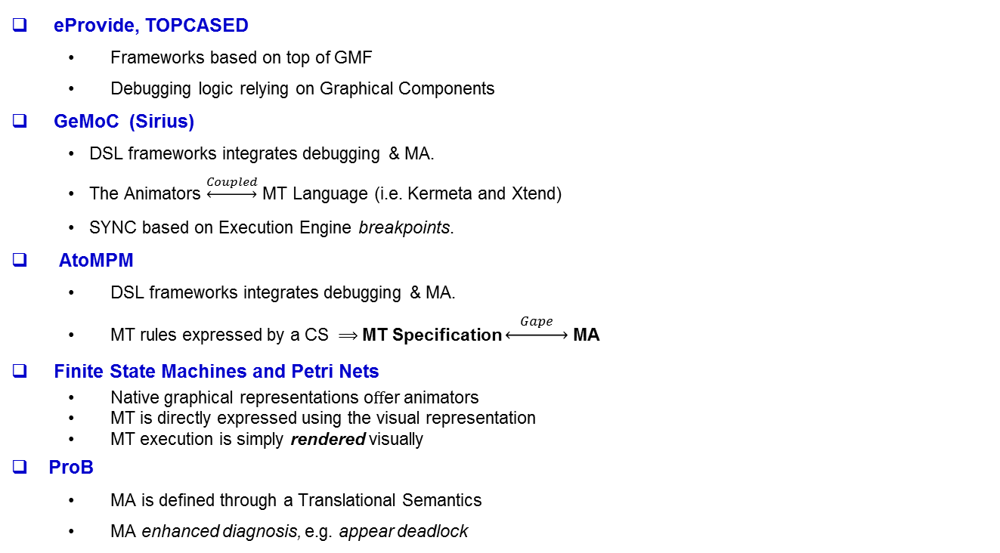 ❑ eProvide, TOPCASED
• Frameworks based on top of GMF
• Debugging logic relying on Graphical Components
❑ GeMoC (Sirius)
• DSL frameworks integrates debugging & MA.
• The Animators ⟷ MT Language (i.e. Kermeta and Xtend)
Coupled
• SYNC based on Execution Engine breakpoints.
❑ AtoMPM
• DSL frameworks integrates debugging & MA.
• MT rules expressed by a CS ⟹ MT Specification ⟷ MA
Gape
❑ Finite State Machines and Petri Nets
• Native graphical representations offer animators
• MT is directly expressed using the visual representation
• MT execution is simply rendered visually
❑ ProB
• MA is defined through a Translational Semantics
• MA enhanced diagnosis, e.g. appear deadlock